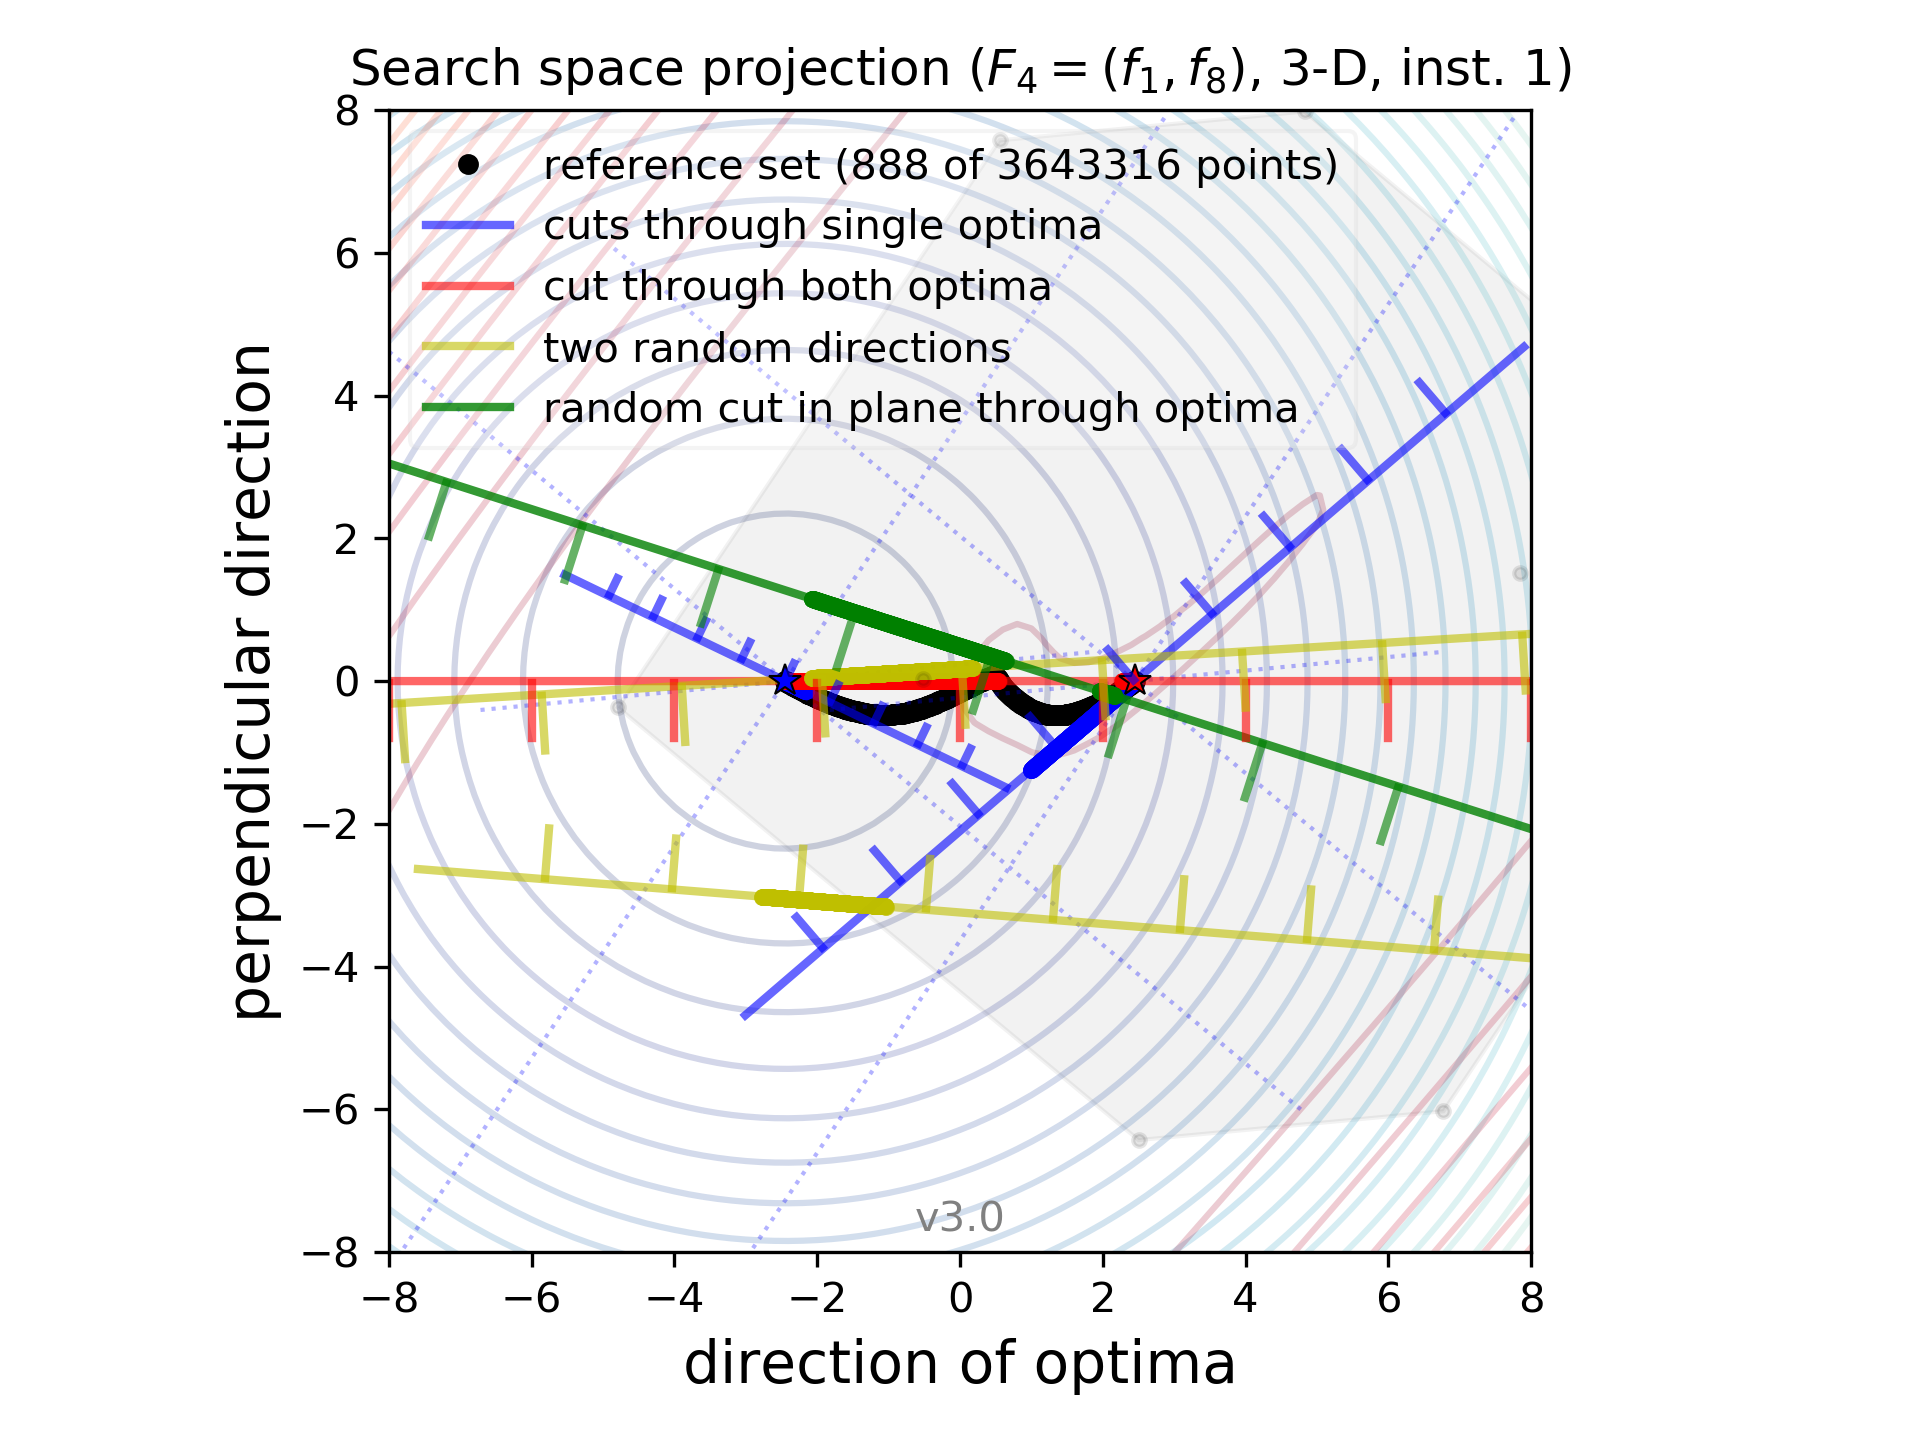 Search space projection (F₄ = (f₁, f₈), 3-D, inst. 1)
reference set (888 of 3643316 points)
cuts through single optima
cut through both optima
two random directions
random cut in plane through optima
perpendicular direction
8
6
4
2
0
−2
−4
−6
−8
v3.0
−8 −6 −4 −2 0 2 4 6 8
direction of optima